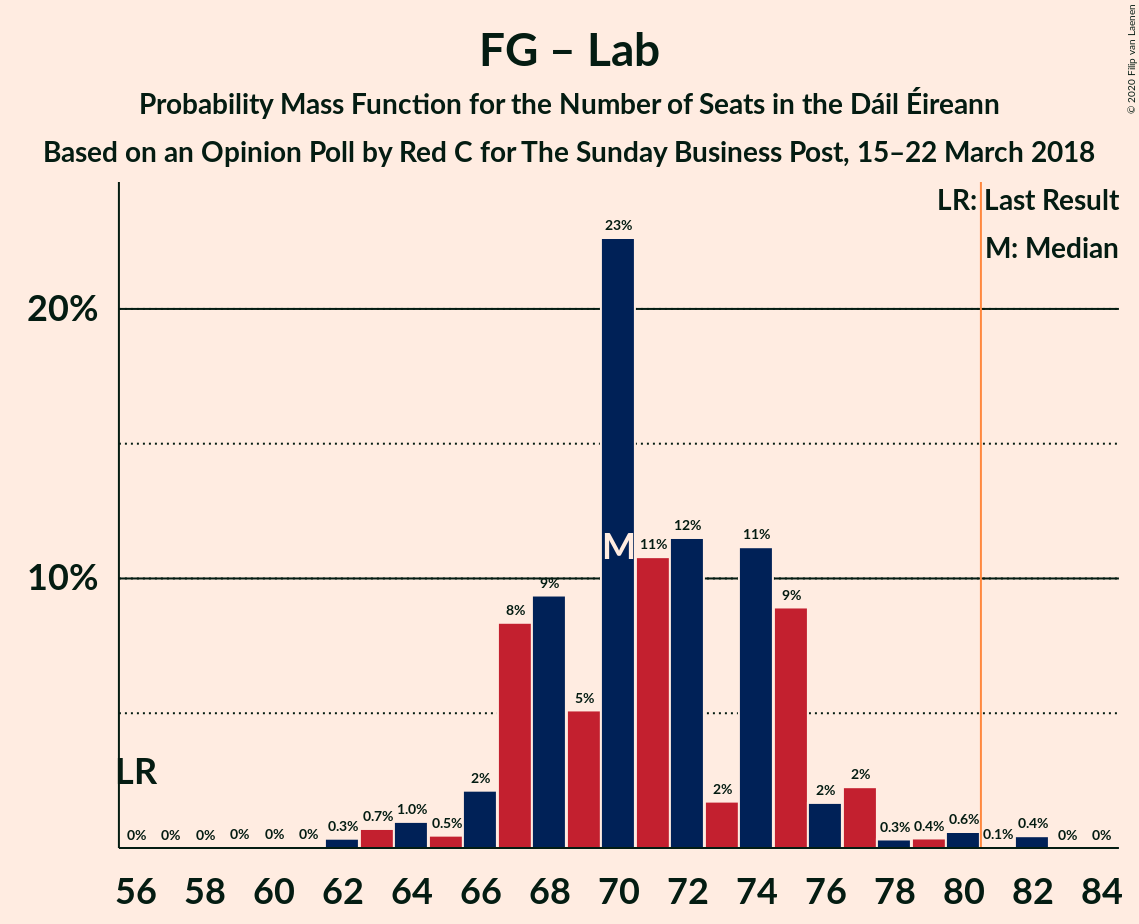 © 2020 Filip van Laenen
FG – Lab
Probability Mass Function for the Number of Seats in the Dáil Éireann
Based on an Opinion Poll by Red C for The Sunday Business Post, 15–22 March 2018
LR: Last Result
M: Median
20%
10%
LR
M
0% 0% 0% 0% 0% 0% 0.3% 0.7% 1.0% 0.5% 2% 8% 9% 5% 23% 11% 12% 2% 11% 9% 2% 2% 0.3% 0.4% 0.6% 0.1% 0.4% 0% 0%
56 58 60 62 64 66 68 70 72 74 76 78 80 82 84